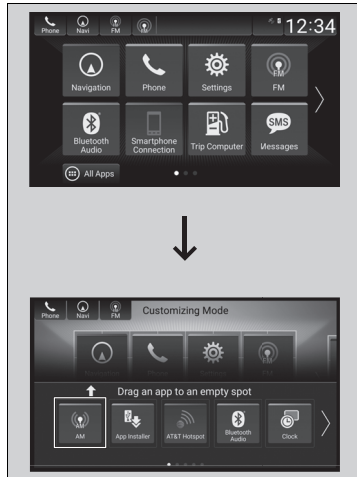 Phone Navi FM 12:34
Navigation Phone Settings FM
FM
SMS
Bluetooth Audio
Smartphone Connection
Trip Computer
Messages
All Apps
Phone Navi FM Customizing Mode
Drag an app to an empty spot
AM
AM App Installer AT&T Hotspot Bluetooth Audio Clock